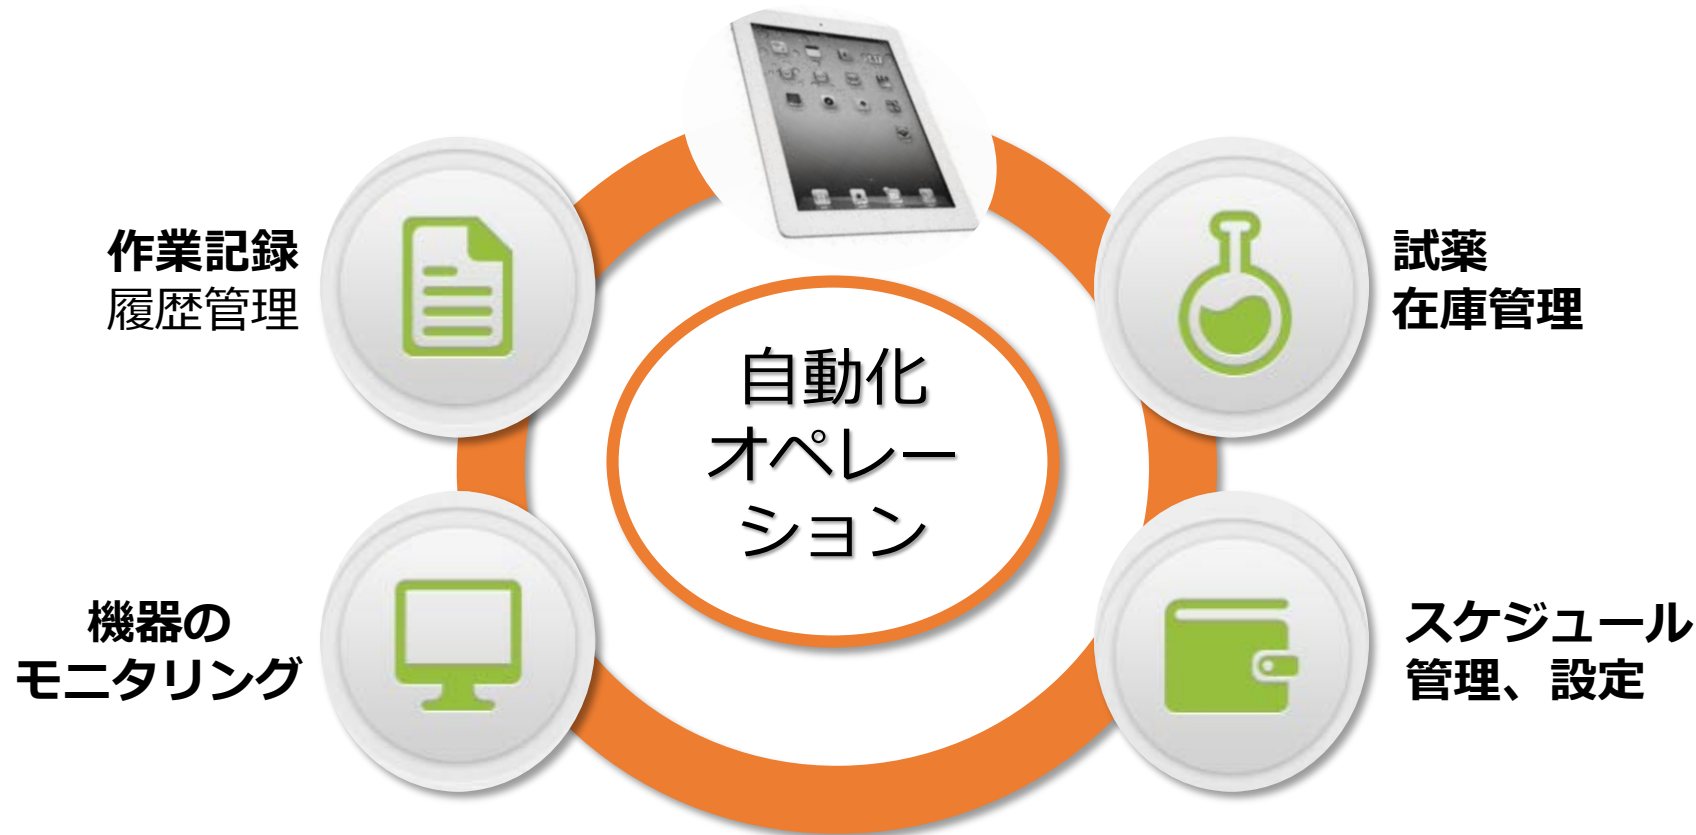 作業記録
履歴管理
試薬
在庫管理
自動化
オペレー
ション
機器の
モニタリング
スケジュール
管理、設定